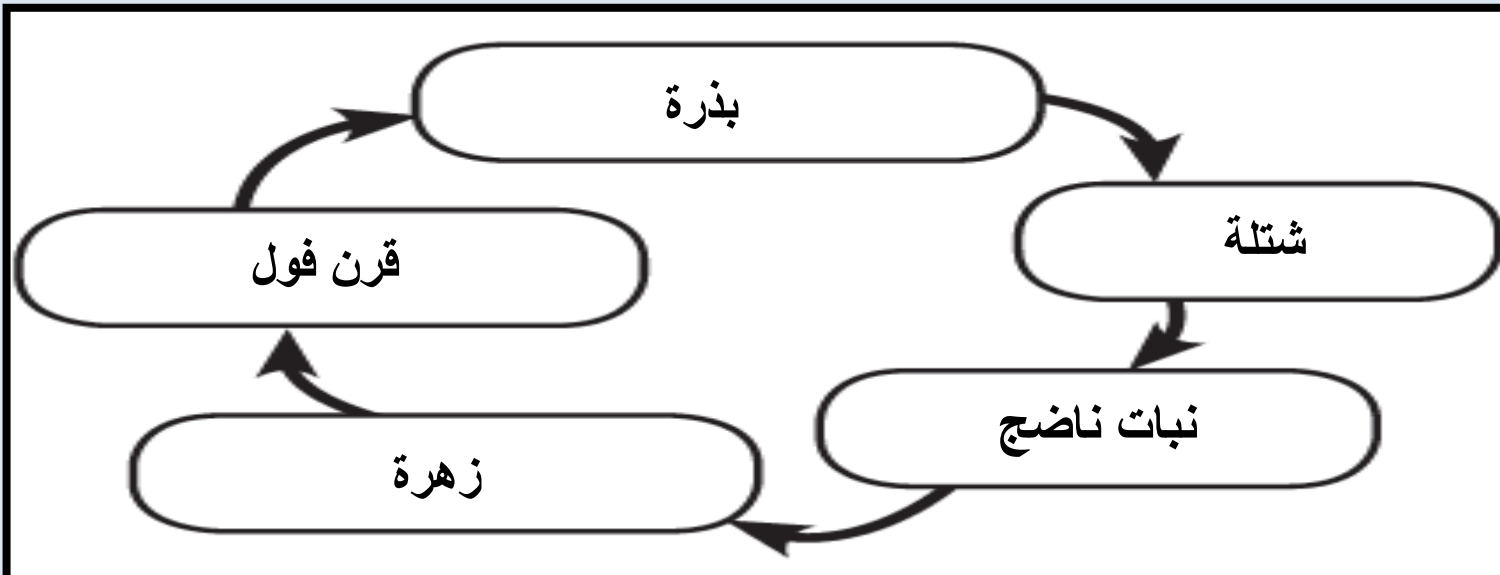 بذرة
شتلة
نبات ناضج
زهرة
قرن فول